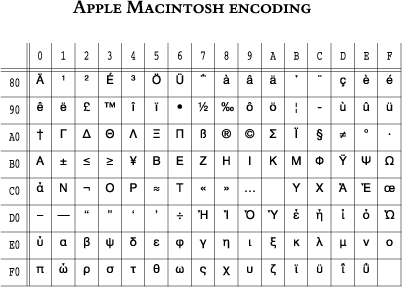 APPLE MACINTOSH ENCODING
0 1 2 3 4 5 6 7 8 9 A B C D E F
80 Ä ¹ ² É ³ Ö Ü ΅ à â ä ΄ ¨ ç è é
90 ê ë £ ™ î ï • ½ ‰ ô ö ¦ - ù û ü
A0 † Γ Δ Θ Λ Ξ Π ß ® © Σ Ϊ § ≠ ° ·
B0 Α ± ≤ ≥ ¥ Β Ε Ζ Η Ι Κ Μ Φ Ϋ Ψ Ω
C0 ά Ν ¬ Ο Ρ ≈ Τ « » … Υ Χ Ά Έ œ
D0 – — “ ” ‘ ’ ÷ Ή Ί Ό Ύ έ ή ί ό Ώ
E0 ύ α β ψ δ ε φ γ η ι ξ κ λ μ ν ο
F0 π ώ ρ σ τ θ ω ς χ υ ζ ϊ ϋ ΐ ΰ